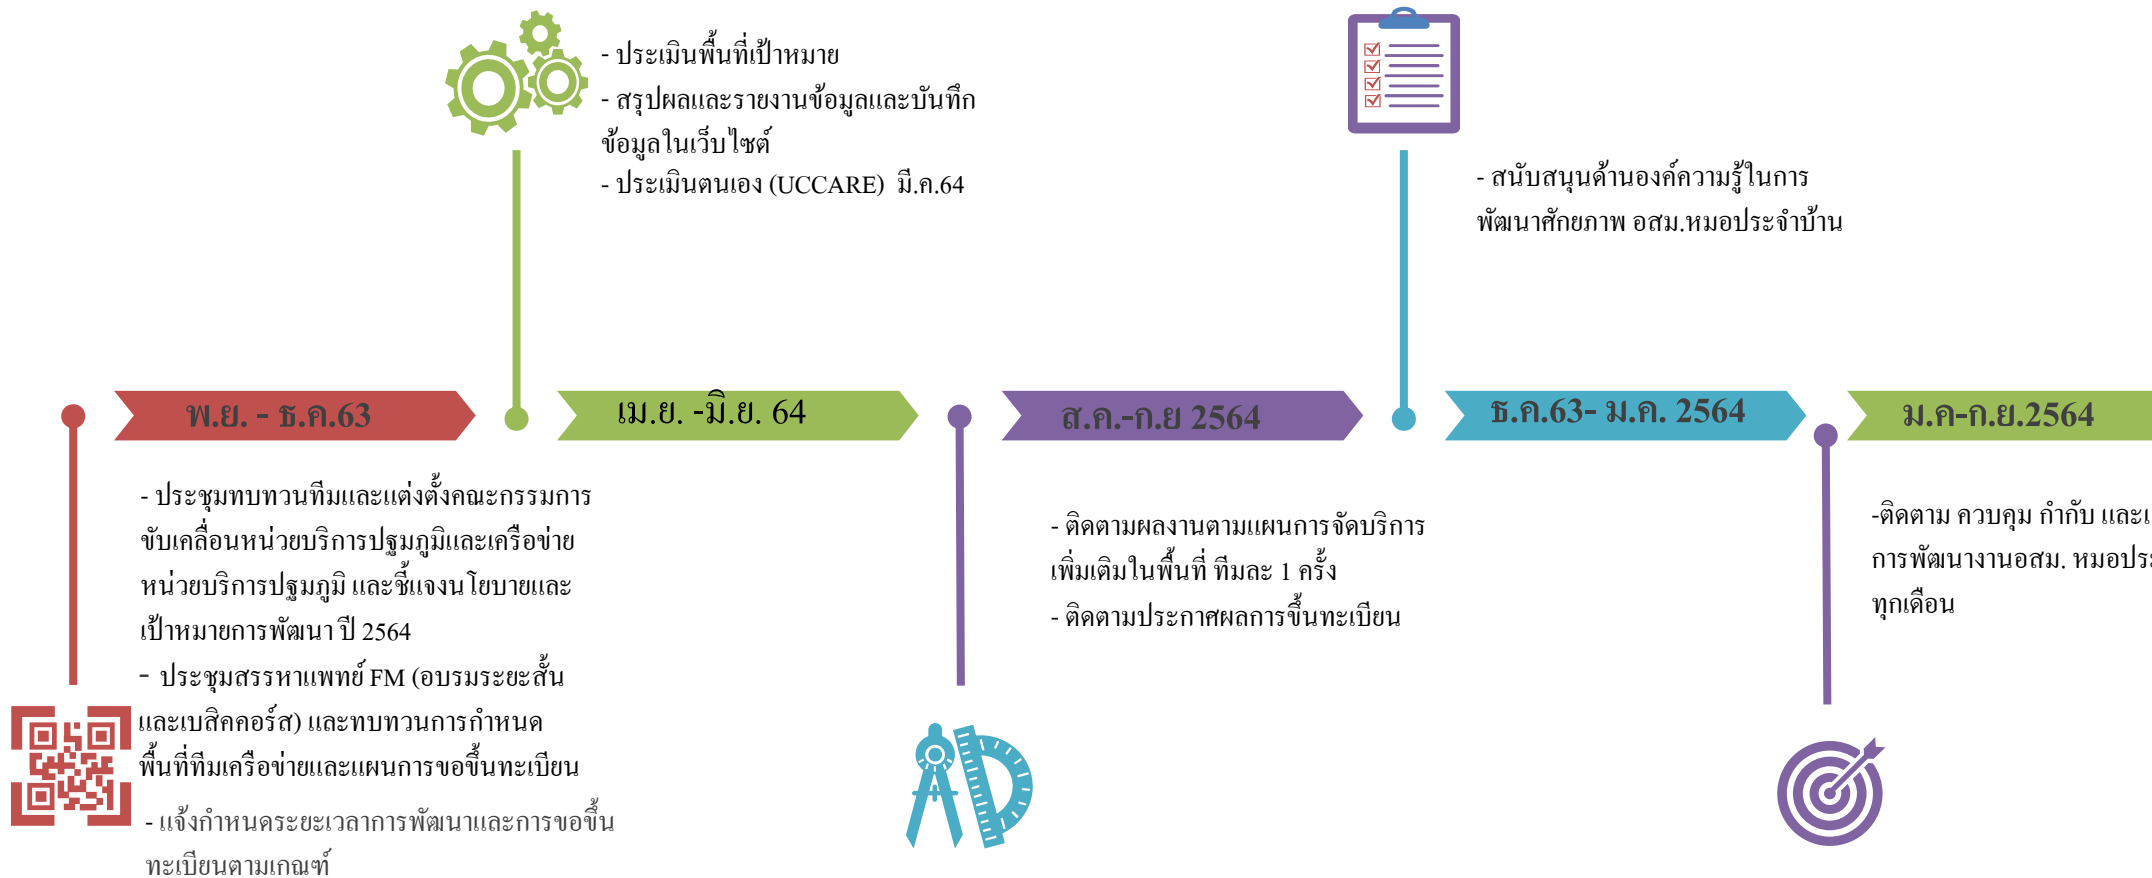 - ประเมินพื้นที่เป้าหมาย
- สรุปผลและรายงานข้อมูลและบันทึก
ข้อมูลในเว็บไซต์
- ประเมินตนเอง (UCCARE)  มี.ค.64
- สนับสนุนด้านองค์ความรู้ในการ
พัฒนาศักยภาพ อสม.หมอประจำบ้าน
พ.ย. - ธ.ค.63
เม.ย. -มิ.ย. 64
ส.ค.-ก.ย 2564
ธ.ค.63- ม.ค. 2564
ม.ค-ก.ย.2564
- ประชุมทบทวนทีมและแต่งตั้งคณะกรรมการ
ขับเคลื่อนหน่วยบริการปฐมภูมิและเครือข่าย
หน่วยบริการปฐมภูมิ และชี้แจงนโยบายและ
เป้าหมายการพัฒนา ปี 2564
- ประชุมสรรหาแพทย์ FM (อบรมระยะสั้น
และเบสิคคอร์ส) และทบทวนการกำหนด
พื้นที่ทีมเครือข่ายและแผนการขอขึ้นทะเบียน
- แจ้งกำหนดระยะเวลาการพัฒนาและการขอขึ้น
ทะเบียนตามเกณฑ์
- ติดตามผลงานตามแผนการจัดบริการ
เพิ่มเติมในพื้นที่ ทีมละ 1 ครั้ง
- ติดตามประกาศผลการขึ้นทะเบียน
-ติดตาม ควบคุม กำกับ และ
การพัฒนางานอสม.
ทุกเดือน